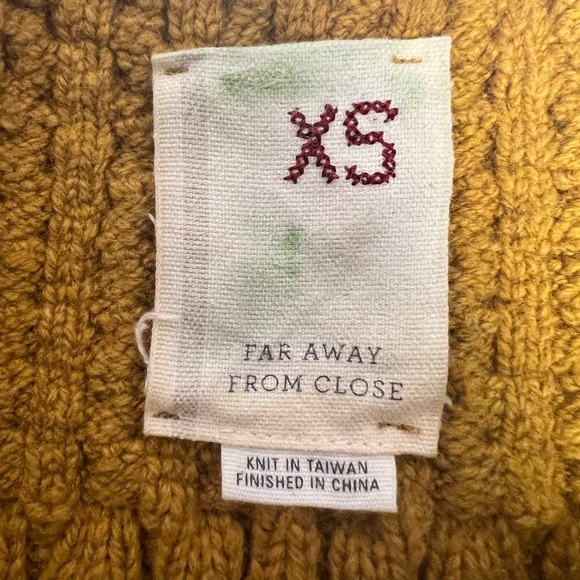 XS
FAR AWAY
FROM CLOSE
KNIT IN TAIWAN
FINISHED IN CHINA